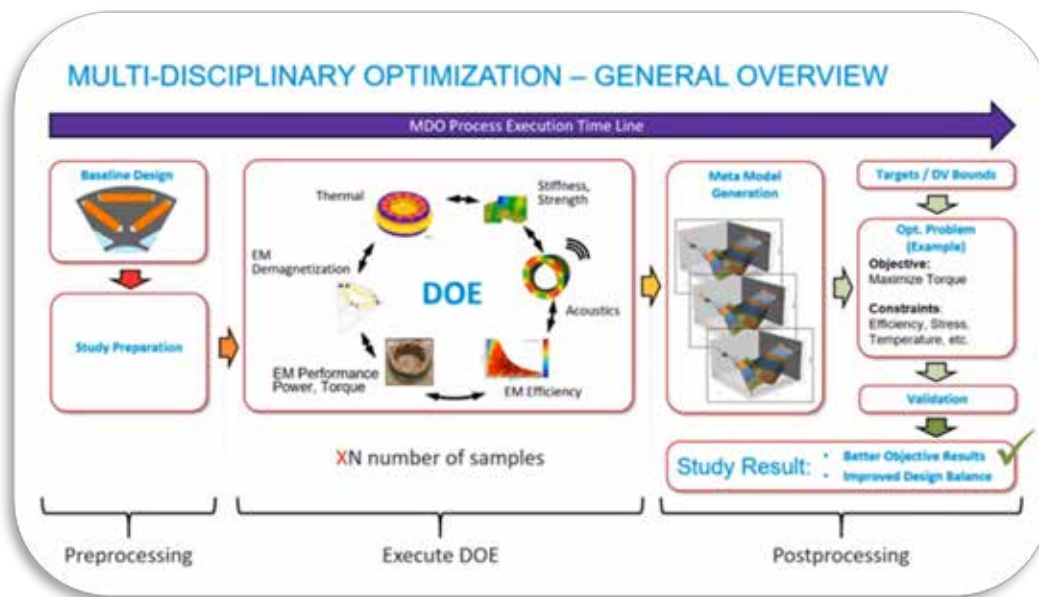 MULTI-DISCIPLINARY OPTIMIZATION – GENERAL OVERVIEW
MDO Process Execution Time Line
Baseline Design
Study Preparation
Thermal
Stiffness,
Strength
EM
Demagnetization
DOE
Acoustics
EM Performance
Power, Torque
EM Efficiency
XN number of samples
Meta Model
Generation
Targets / DV Bounds
Opt. Problem
(Example)
Objective:
Maximize Torque
Constraints:
Efficiency, Stress,
Temperature, etc.
Validation
Study Result:
• Better Objective Results
• Improved Design Balance
Preprocessing
Execute DOE
Postprocessing